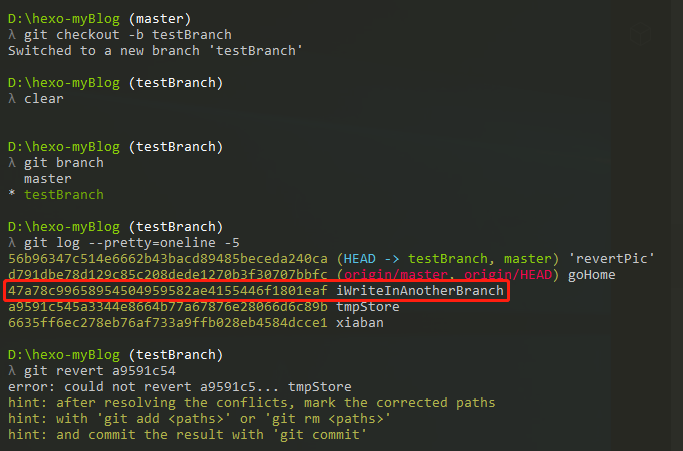 D:\hexo-myBlog (master)
λ git checkout -b testBranch
Switched to a new branch 'testBranch'
D:\hexo-myBlog (testBranch)
λ clear
D:\hexo-myBlog (testBranch)
λ git branch
master
* testBranch
D:\hexo-myBlog (testBranch)
λ git log --pretty=oneline -5
56b96347c514e6662b43bacd89485beceda240ca (HEAD -> testBranch, master) 'revertPic'
d791dbe78d129c85c208dede1270b3f30707bbfc (origin/master, origin/HEAD) goHome
47a78c99658954504959582ae4155446f1801eaf iWriteInAnotherBranch
a9591c545a3344e8664b77a67876e28066d6c89b tmpStore
6635ff6ec278eb76af733a9ffb028eb4584dcce1 xiaban
D:\hexo-myBlog (testBranch)
λ git revert a9591c54
error: could not revert a9591c5... tmpStore
hint: after resolving the conflicts, mark the corrected paths
hint: with 'git add <paths>' or 'git rm <paths>'
hint: and commit the result with 'git commit'